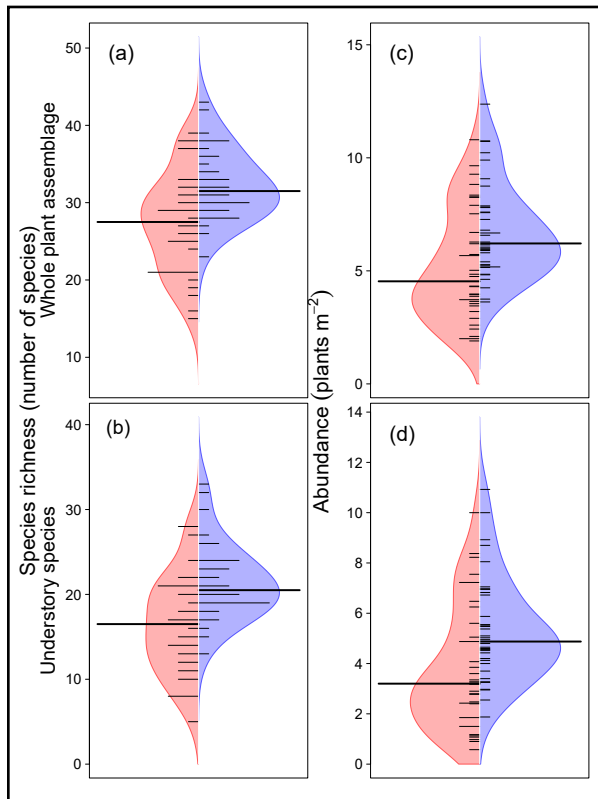 (a)
50
40
30
20
10
(b)
40
30
20
10
0
Species richness (number of species)
Whole plant assemblage
Understory species
(c)
15
10
5
0
(d)
14
12
10
8
6
4
2
0
Abundance (plants m⁻²)